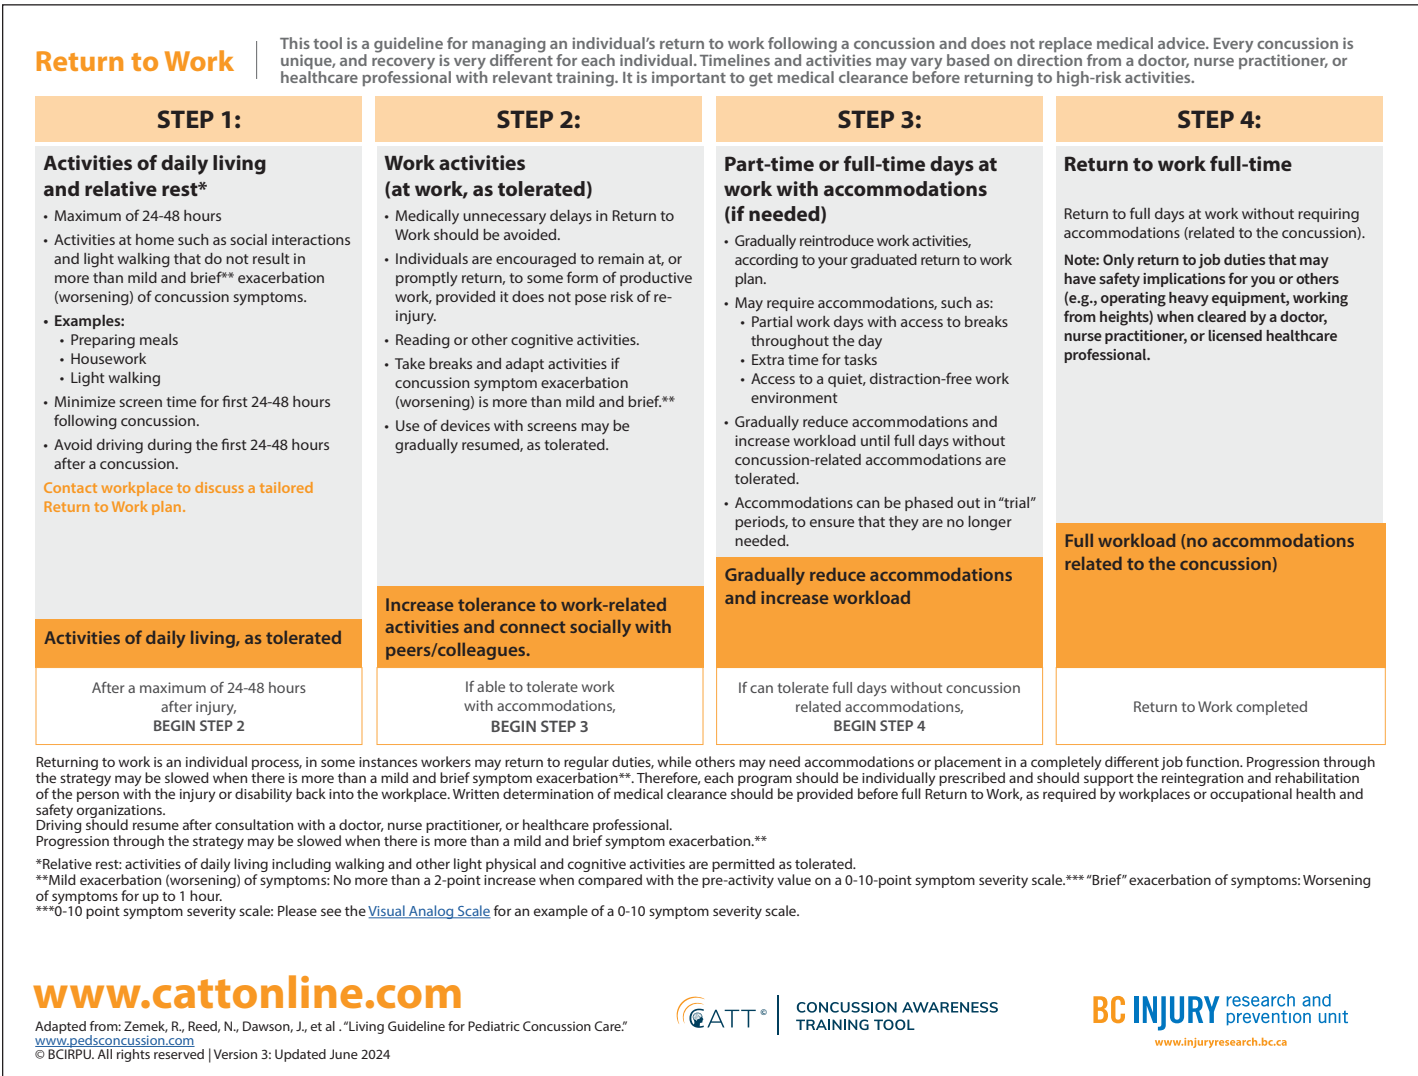 Return to Work
This tool is a guideline for managing an individual's return to work following a concussion and does not replace medical advice. Every concussion is
unique, and recovery is very different for each individual. Timelines and activities may vary based on direction from a doctor, nurse practitioner, or
healthcare professional with relevant training. It is important to get medical clearance before returning to high-risk activities.
STEP 1:
Activities of daily living
and relative rest*
• Maximum of 24-48 hours
• Activities at home such as social interactions
and light walking that do not result in
more than mild and brief** exacerbation
(worsening) of concussion symptoms.
• Examples:
• Preparing meals
• Housework
• Light walking
• Minimize screen time for first 24-48 hours
following concussion.
• Avoid driving during the first 24-48 hours
after a concussion.
Contact workplace to discuss a tailored
Return to Work plan.
Activities of daily living, as tolerated
After a maximum of 24-48 hours
after injury,
BEGIN STEP 2
STEP 2:
Work activities
(at work, as tolerated)
• Medically unnecessary delays in Return to
Work should be avoided.
• Individuals are encouraged to remain at, or
promptly return, to some form of productive
work, provided it does not pose risk of re-
injury.
• Reading or other cognitive activities.
• Take breaks and adapt activities if
concussion symptom exacerbation
(worsening) is more than mild and brief.**
• Use of devices with screens may be
gradually resumed, as tolerated.
Increase tolerance to work-related
activities and connect socially with
peers/colleagues.
If able to tolerate work
with accommodations,
BEGIN STEP 3
STEP 3:
Part-time or full-time days at
work with accommodations
(if needed)
• Gradually reintroduce work activities,
according to your graduated return to work
plan.
• May require accommodations, such as:
• Partial work days with access to breaks
throughout the day
• Extra time for tasks
• Access to a quiet, distraction-free work
environment
• Gradually reduce accommodations and
increase workload until full days without
concussion-related accommodations are
tolerated.
• Accommodations can be phased out in “trial”
periods, to ensure that they are no longer
needed.
Gradually reduce accommodations
and increase workload
If can tolerate full days without concussion
related accommodations,
BEGIN STEP 4
STEP 4:
Return to work full-time
Return to full days at work without requiring
accommodations (related to the concussion).
Note: Only return to job duties that may
have safety implications for you or others
(e.g., operating heavy equipment, working
from heights) when cleared by a doctor,
nurse practitioner, or licensed healthcare
professional.
Full workload (no accommodations
related to the concussion)
Return to Work completed
Returning to work is an individual process, in some instances workers may return to regular duties, while others may need accommodations or placement in a completely different job function. Progression through
the strategy may be slowed when there is more than a mild and brief symptom exacerbation**. Therefore, each program should be individually prescribed and should support the reintegration and rehabilitation
of the person with the injury or disability back into the workplace. Written determination of medical clearance should be provided before full Return to Work, as required by workplaces or occupational health and
safety organizations.
Driving should resume after consultation with a doctor, nurse practitioner, or healthcare professional.
Progression through the strategy may be slowed when there is more than a mild and brief symptom exacerbation.**
*Relative rest: activities of daily living including walking and other light physical and cognitive activities are permitted as tolerated.
**Mild exacerbation (worsening) of symptoms: No more than a 2-point increase when compared with the pre-activity value on a 0-10-point symptom severity scale.*** “Brief” exacerbation of symptoms: Worsening
of symptoms for up to 1 hour.
***0-10 point symptom severity scale: Please see the Visual Analog Scale for an example of a 0-10 symptom severity scale.
www.cattonline.com
Adapted from: Zemek, R., Reed, N., Dawson, J., et al . “Living Guideline for Pediatric Concussion Care.”
www.pedsconcussion.com
© BCIRPU. All rights reserved | Version 3: Updated June 2024
CATT ©
CONCUSSION AWARENESS
TRAINING TOOL
BC INJURY research and
prevention unit
www.injuryresearch.bc.ca